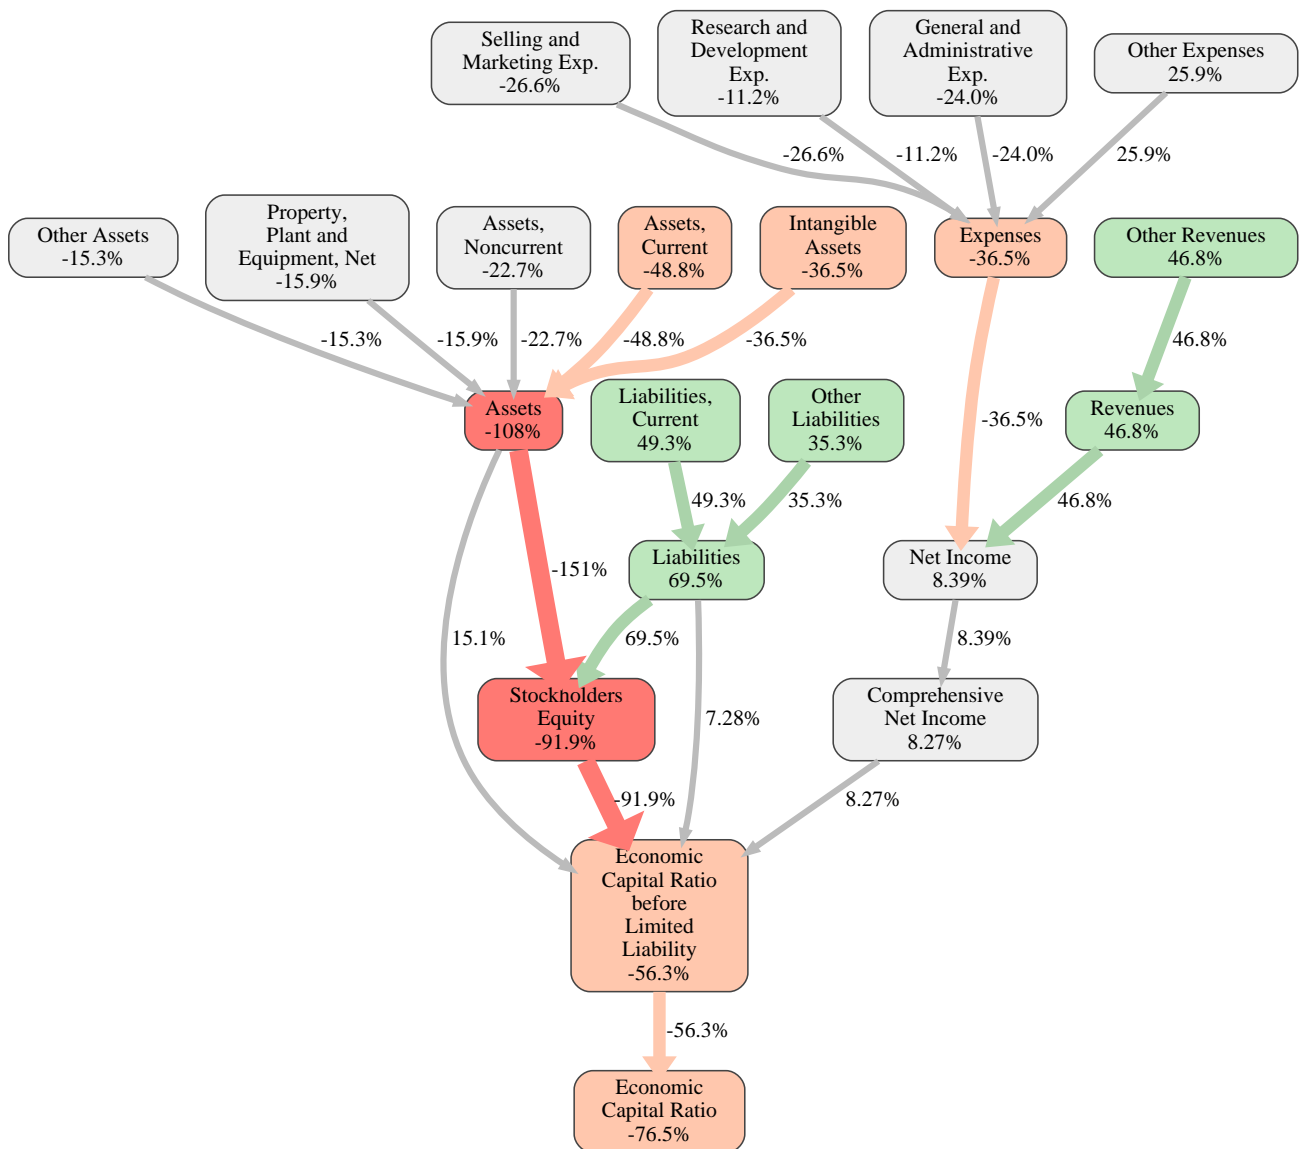 Selling and
Marketing Exp.
-26.6%
Research and
Development
Exp.
-11.2%
General and
Administrative
Exp.
-24.0%
Other Expenses
25.9%
-26.6%
-11.2%
-24.0%
25.9%
Other Assets
-15.3%
Property,
Plant and
Equipment, Net
-15.9%
Assets,
Noncurrent
-22.7%
Assets,
Current
-48.8%
Intangible
Assets
-36.5%
Expenses
-36.5%
Other Revenues
46.8%
-15.3%
-15.9%
-22.7%
-48.8%
-36.5%
46.8%
Assets
-108%
Liabilities,
Current
49.3%
Other
Liabilities
35.3%
-36.5%
Revenues
46.8%
49.3%
35.3%
46.8%
-151%
Liabilities
69.5%
Net Income
8.39%
15.1%
69.5%
8.39%
Stockholders
Equity
-91.9%
7.28%
Comprehensive
Net Income
8.27%
-91.9%
8.27%
Economic
Capital Ratio
before
Limited
Liability
-56.3%
-56.3%
Economic
Capital Ratio
-76.5%